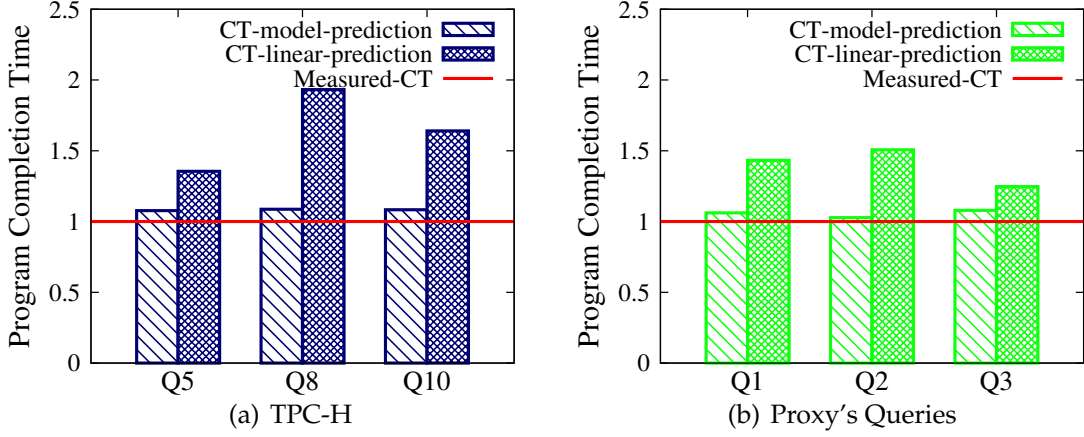 Program Completion Time
2.5
2
1.5
1
0.5
0
CT-model-prediction
CT-linear-prediction
Measured-CT
Q5 Q8 Q10
(a) TPC-H
Program Completion Time
2.5
2
1.5
1
0.5
0
CT-model-prediction
CT-linear-prediction
Measured-CT
Q1 Q2 Q3
(b) Proxy's Queries